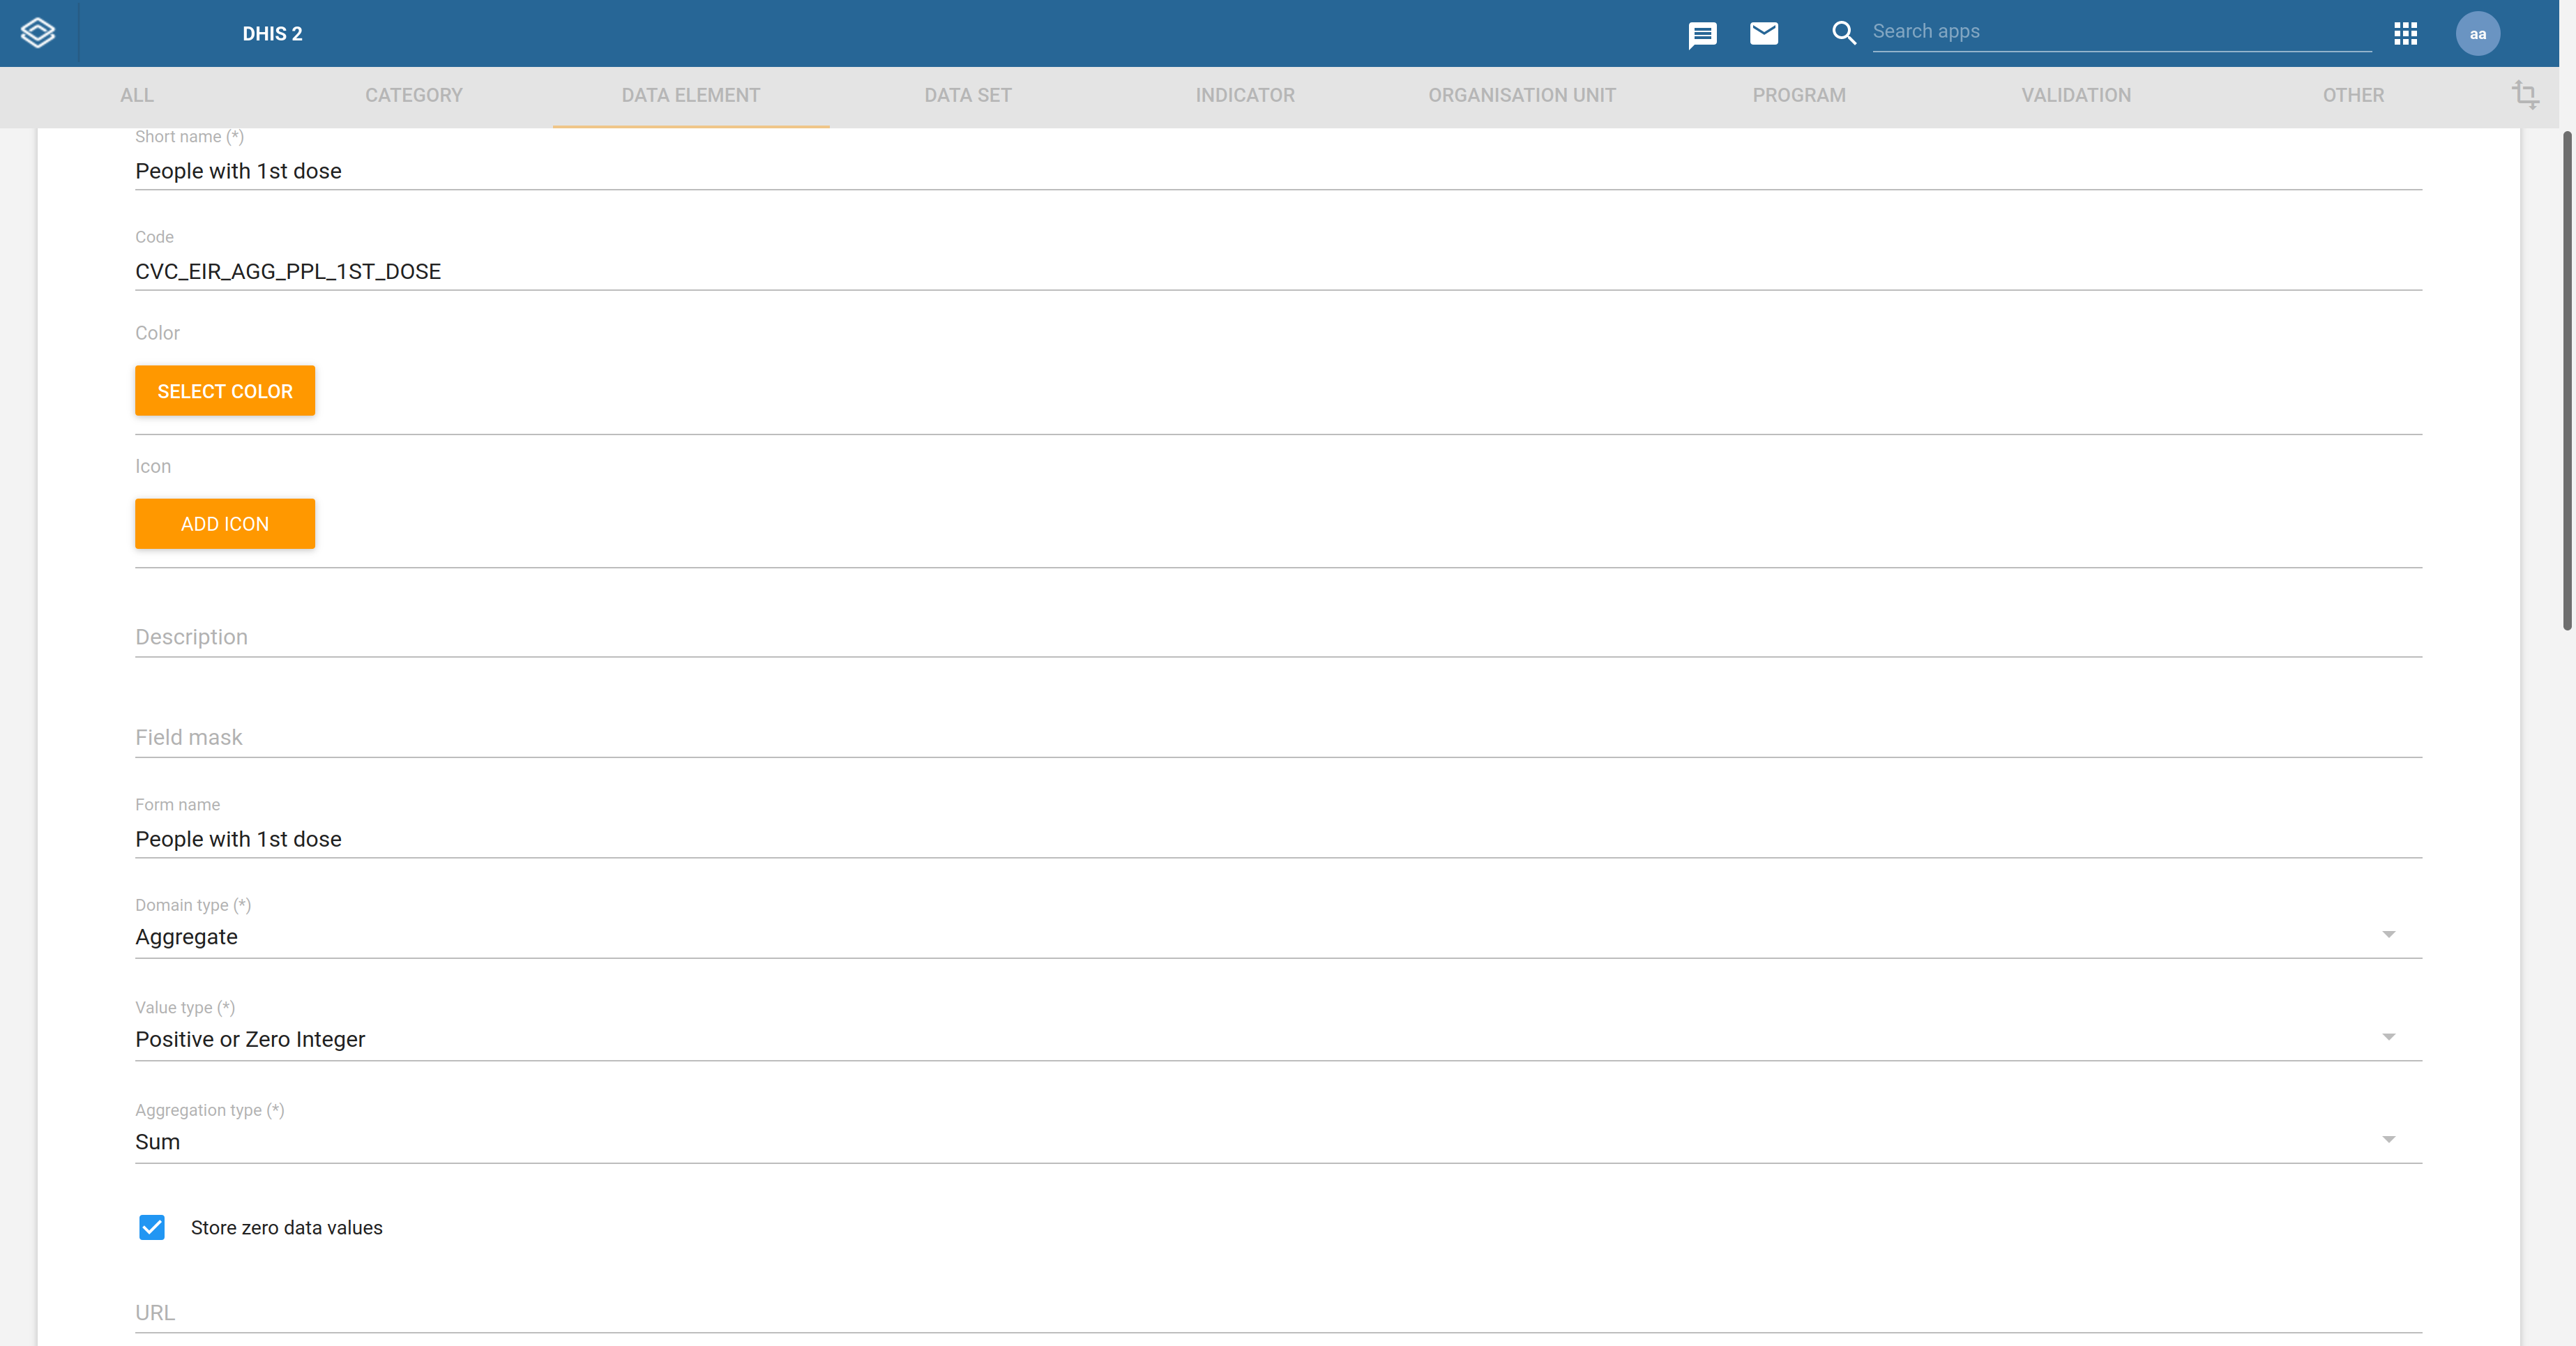 DHIS 2
Search apps
aa
ALL CATEGORY DATA ELEMENT DATA SET INDICATOR ORGANISATION UNIT PROGRAM VALIDATION OTHER
Short name (*)
People with 1st dose
Code
CVC_EIR_AGG_PPL_1ST_DOSE
Color
SELECT COLOR
Icon
ADD ICON
Description
Field mask
Form name
People with 1st dose
Domain type (*)
Aggregate
Value type (*)
Positive or Zero Integer
Aggregation type (*)
Sum
Store zero data values
URL